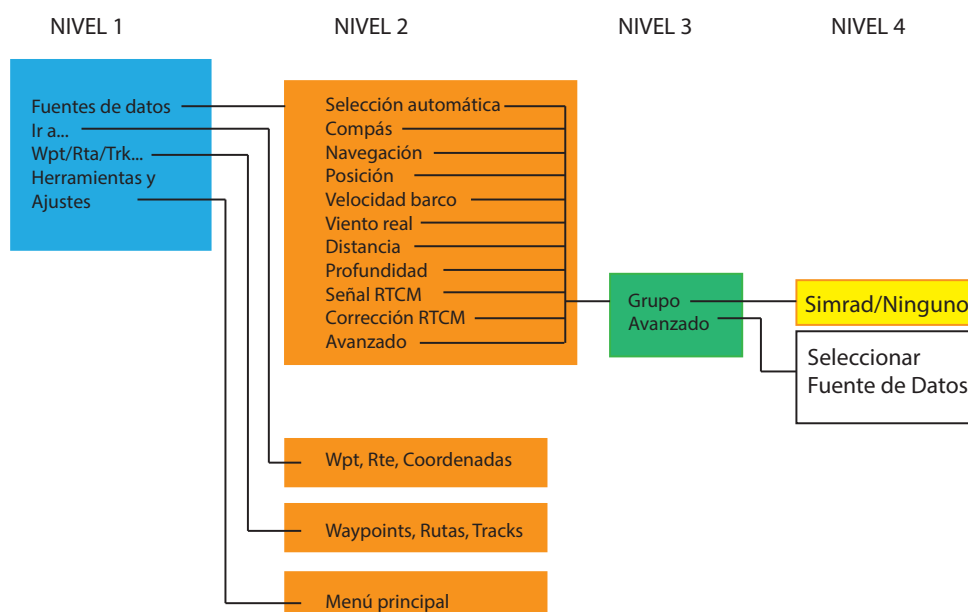 NIVEL 1
NIVEL 2
NIVEL 3
NIVEL 4
Fuentes de datos
Ir a...
Wpt/Rta/Trk...
Herramientas y
Ajustes
Selección automática
Compás
Navegación
Posición
Velocidad barco
Viento real
Distancia
Profundidad
Señal RTCM
Corrección RTCM
Avanzado
Grupo
Avanzado
Simrad/Ninguno
Seleccionar
Fuente de Datos
Wpt, Rte, Coordenadas
Waypoints, Rutas, Tracks
Menú principal